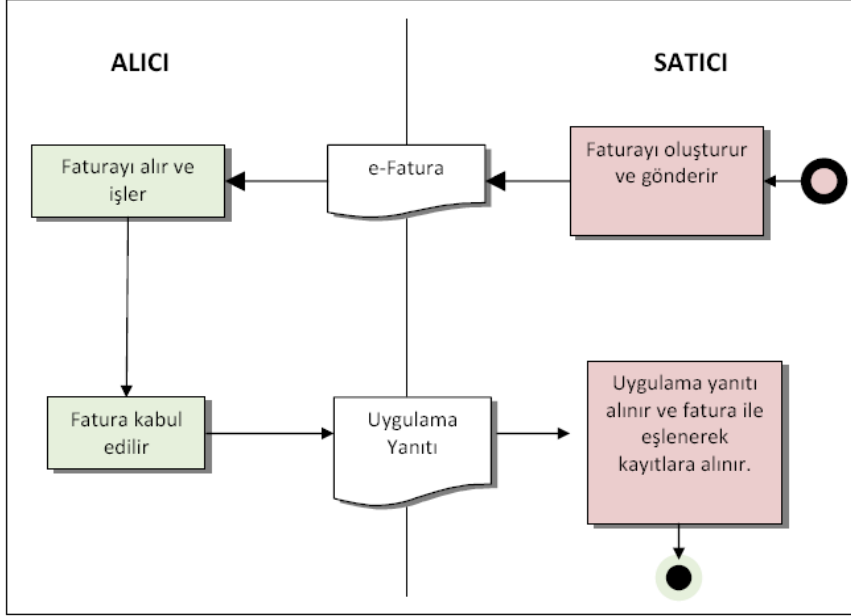 ALICI
SATICI
Faturayı alır ve
işler
e-Fatura
Faturayı oluşturur
ve gönderir
Fatura kabul
edilir
Uygulama
Yanıtı
Uygulama yanıtı
alınır ve fatura ile
eşlenerek
kayıtlara alınır.